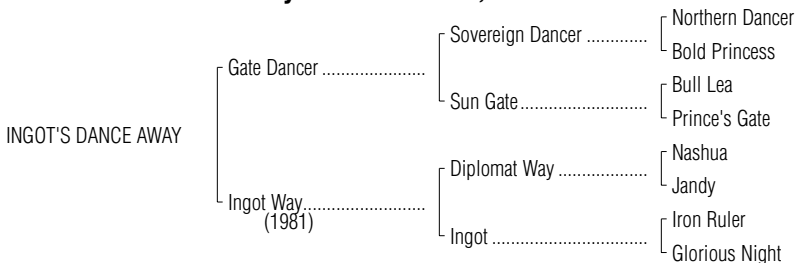 Northern Dancer
Sovereign Dancer .............
Bold Princess
Gate Dancer ......................
Bull Lea
Sun Gate...........................
Prince's Gate
INGOT'S DANCE AWAY
Nashua
Diplomat Way ...................
Jandy
Ingot Way..........................
(1981)
Iron Ruler
Ingot .................................
Glorious Night